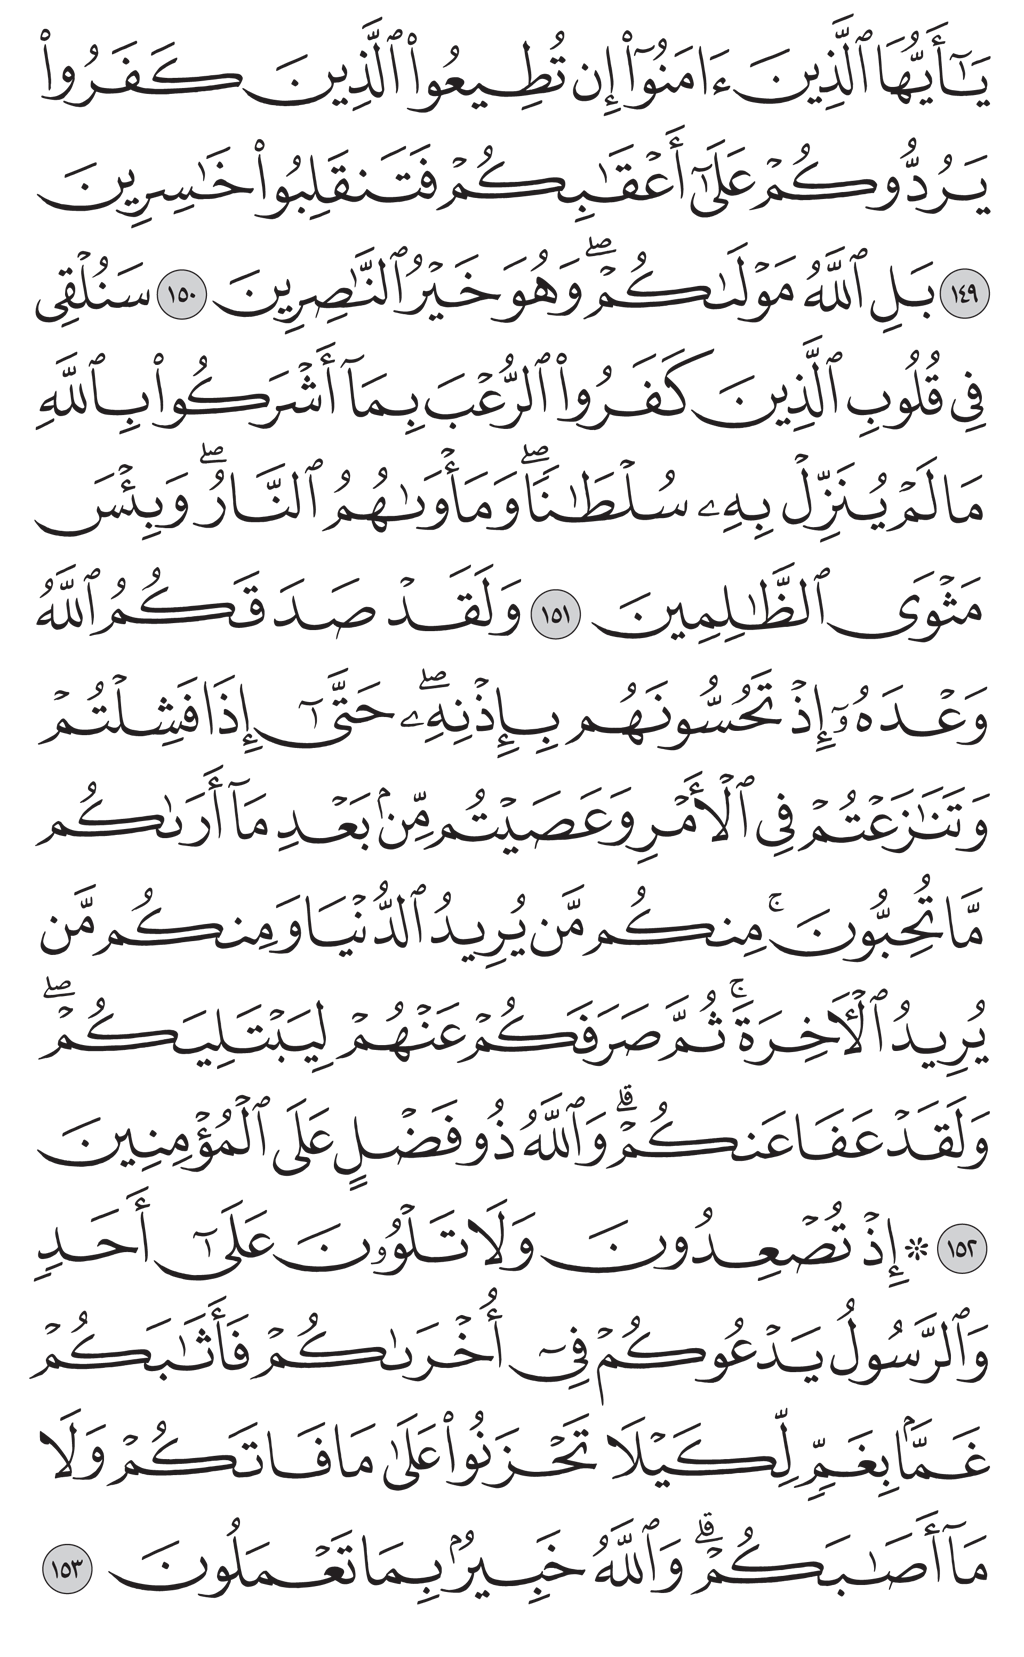 يَـٰٓأَيُّهَا ٱلَّذِينَ ءَامَنُوٓا۟ إِن تُطِيعُوا۟ ٱلَّذِينَ كَفَرُوا۟
يَرُدُّوكُمْ عَلَىٰٓ أَعْقَـٰبِكُمْ فَتَنقَلِبُوا۟ خَـٰسِرِينَ
١٤٩ بَلِ ٱللَّهُ مَوْلَىٰكُمْ ۖ وَهُوَ خَيْرُ ٱلنَّـٰصِرِينَ ١٥٠ سَنُلْقِى
فِى قُلُوبِ ٱلَّذِينَ كَفَرُوا۟ ٱلرُّعْبَ بِمَآ أَشْرَكُوا۟ بِٱللَّهِ
مَا لَمْ يُنَزِّلْ بِهِۦ سُلْطَـٰنًا ۖ وَمَأْوَىٰهُمُ ٱلنَّارُ ۖ وَبِئْسَ
مَثْوَى ٱلظَّـٰلِمِينَ ١٥١ وَلَقَدْ صَدَقَكُمُ ٱللَّهُ
وَعْدَهُۥٓ إِذْ تَحُسُّونَهُم بِإِذْنِهِۦ ۖ حَتَّىٰٓ إِذَا فَشِلْتُمْ
وَتَنَـٰزَعْتُمْ فِى ٱلْأَمْرِ وَعَصَيْتُم مِّنۢ بَعْدِ مَآ أَرَىٰكُم
مَّا تُحِبُّونَ ۚ مِنكُم مَّن يُرِيدُ ٱلدُّنْيَا وَمِنكُم مَّن
يُرِيدُ ٱلْـَٔاخِرَةَ ۚ ثُمَّ صَرَفَكُمْ عَنْهُمْ لِيَبْتَلِيَكُمْ ۖ
وَلَقَدْ عَفَا عَنكُمْ ۗ وَٱللَّهُ ذُو فَضْلٍ عَلَى ٱلْمُؤْمِنِينَ
١٥٢ ۞ إِذْ تُصْعِدُونَ وَلَا تَلْوُۥنَ عَلَىٰٓ أَحَدٍ
وَٱلرَّسُولُ يَدْعُوكُمْ فِىٓ أُخْرَىٰكُمْ فَأَثَـٰبَكُمْ
غَمًّۢا بِغَمٍّ لِّكَيْلَا تَحْزَنُوا۟ عَلَىٰ مَا فَاتَكُمْ وَلَا
مَآ أَصَـٰبَكُمْ ۗ وَٱللَّهُ خَبِيرٌۢ بِمَا تَعْمَلُونَ ١٥٣